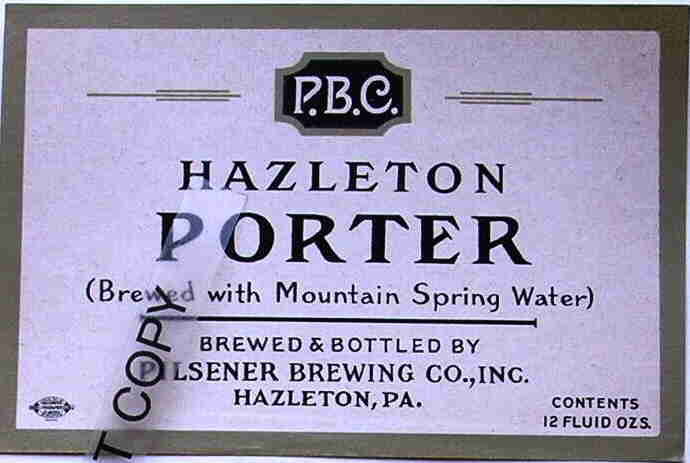 P.B.C.
HAZLETON
PORTER
(Brewed with Mountain Spring Water)
BREWED & BOTTLED BY
PILSENER BREWING CO., INC.
HAZLETON, PA.
CONTENTS
12 FLUID OZS.
T COPY